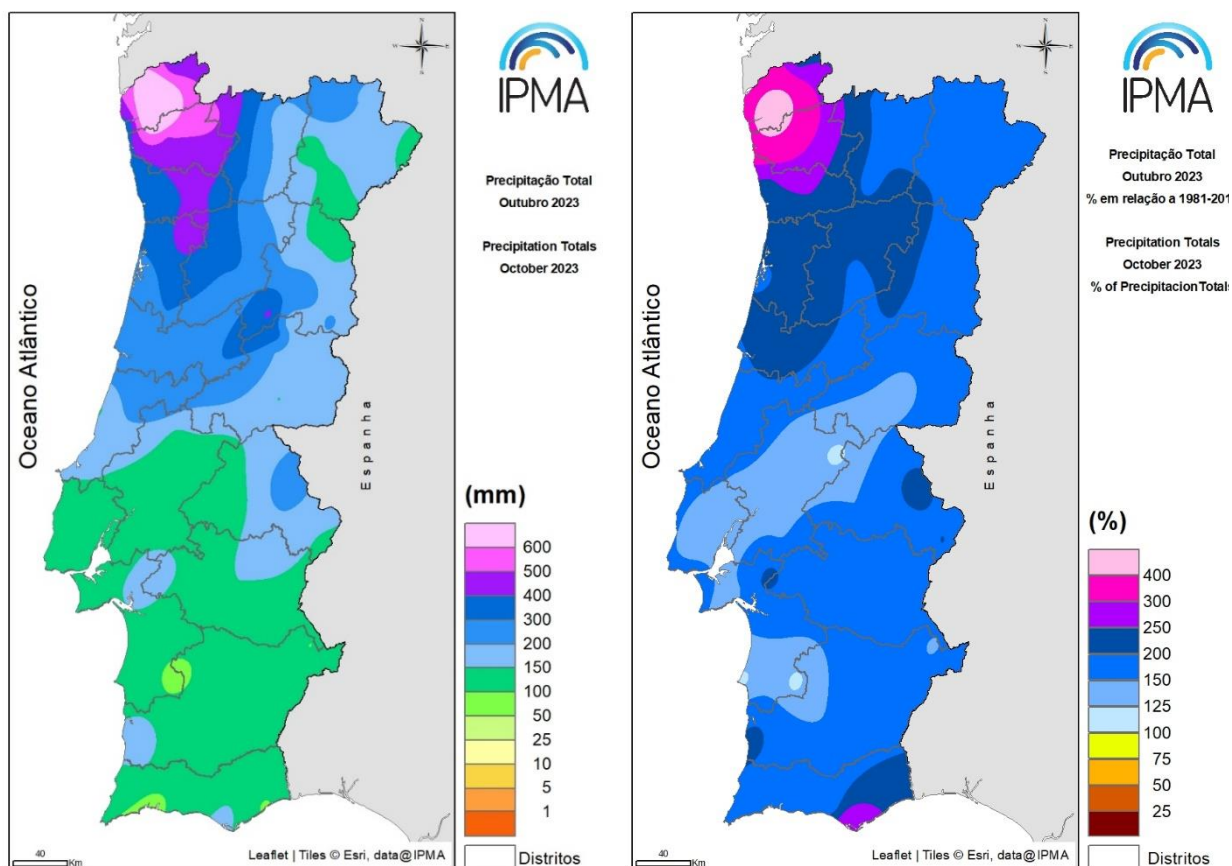 IPMA
Precipitação Total
Outubro 2023
Precipitation Totals
October 2023
Oceano Atlântico
Espanha
N
W
E
S
(mm)
600
500
400
300
200
150
100
50
25
10
5
1
Distritos
40
Km
Leaflet | Tiles © Esri, data@IPMA
IPMA
Precipitação Total
Outubro 2023
% em relação a 1981-201
Precipitation Totals
October 2023
% of PrecipitacionTotals
Oceano Atlântico
Espanha
N
W
E
S
(%)
400
300
250
200
150
125
100
75
50
25
Distritos
40
Km
Leaflet | Tiles © Esri, data@IPMA